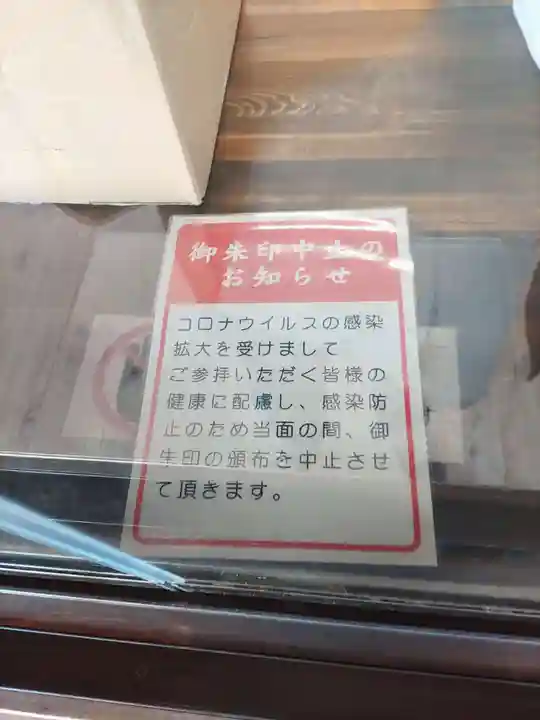 御朱印中止の
お知らせ
コロナウイルスの感染
拡大を受けまして
ご参拝いただく皆様の
健康に配慮し、感染防
止のため当面の間、御
朱印の頒布を中止させ
て頂きます。